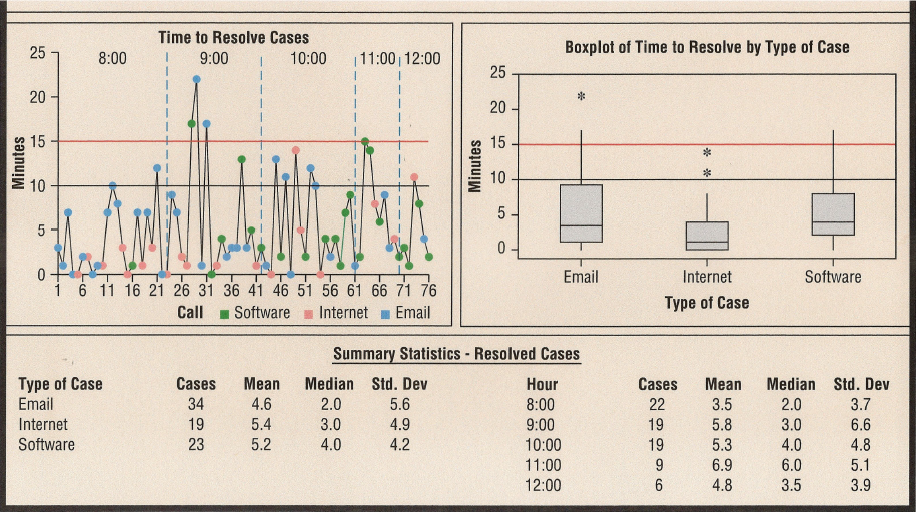 Time to Resolve Cases
8:00 9:00 10:00 11:00 12:00
25
20
15
10
5
0
Minutes
1 6 11 16 21 26 31 36 41 46 51 56 61 66 71 76
Call Software Internet Email
Boxplot of Time to Resolve by Type of Case
25
20
15
10
5
0
Minutes
* 
*
*
Email Internet Software
Type of Case
Summary Statistics - Resolved Cases
Type of Case Cases Mean Median Std. Dev
Email 34 4.6 2.0 5.6
Internet 19 5.4 3.0 4.9
Software 23 5.2 4.0 4.2
Hour Cases Mean Median Std. Dev
8:00 22 3.5 2.0 3.7
9:00 19 5.8 3.0 6.6
10:00 19 5.3 4.0 4.8
11:00 9 6.9 6.0 5.1
12:00 6 4.8 3.5 3.9